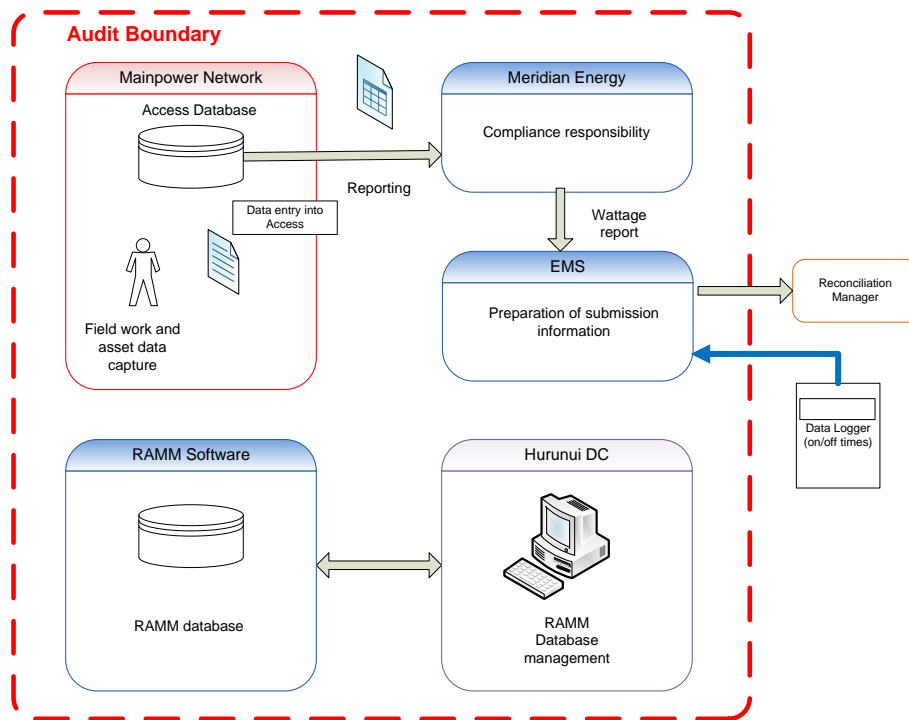 Audit Boundary
Mainpower Network
Access Database
Reporting
Data entry into
Access
Field work and
asset data
capture
Meridian Energy
Compliance responsibility
Wattage
report
EMS
Preparation of submission
information
Reconciliation
Manager
Data Logger
(on/off times)
RAMM Software
RAMM database
Hurunui DC
RAMM
Database
management